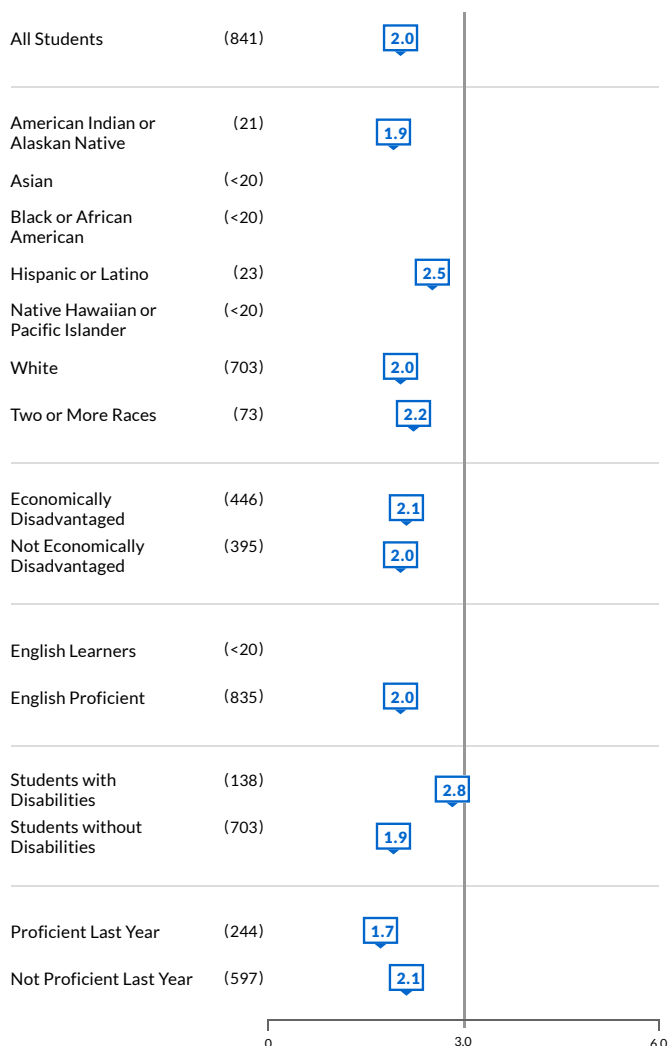 All Students (841) 2.0
American Indian or (21) 1.9
Alaskan Native
Asian (<20)
Black or African (<20)
American
Hispanic or Latino (23) 2.5
Native Hawaiian or (<20)
Pacific Islander
White (703) 2.0
Two or More Races (73) 2.2
Economically (446) 2.1
Disadvantaged
Not Economically (395) 2.0
Disadvantaged
English Learners (<20)
English Proficient (835) 2.0
Students with (138) 2.8
Disabilities
Students without (703) 1.9
Disabilities
Proficient Last Year (244) 1.7
Not Proficient Last Year (597) 2.1
0 3.0 6.0